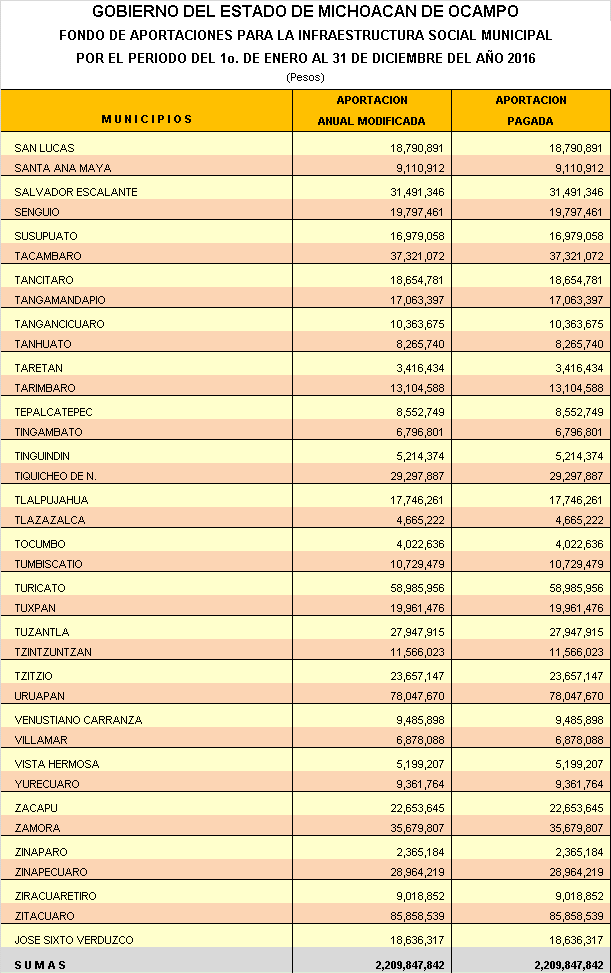 GOBIERNO DEL ESTADO DE MICHOACAN DE OCAMPO
FONDO DE APORTACIONES PARA LA INFRAESTRUCTURA SOCIAL MUNICIPAL
POR EL PERIODO DEL 1o. DE ENERO AL 31 DE DICIEMBRE DEL AÑO 2016
(Pesos)
M U N I C I P I O S APORTACION ANUAL MODIFICADA APORTACION PAGADA
SAN LUCAS 18,790,891 18,790,891
SANTA ANA MAYA 9,110,912 9,110,912
SALVADOR ESCALANTE 31,491,346 31,491,346
SENGUIO 19,797,461 19,797,461
SUSUPUATO 16,979,058 16,979,058
TACAMBARO 37,321,072 37,321,072
TANCITARO 18,654,781 18,654,781
TANGAMANDAPIO 17,063,397 17,063,397
TANGANCICUARO 10,363,675 10,363,675
TANHUATO 8,265,740 8,265,740
TARETAN 3,416,434 3,416,434
TARIMBARO 13,104,588 13,104,588
TEPALCATEPEC 8,552,749 8,552,749
TINGAMBATO 6,796,801 6,796,801
TINGUINDIN 5,214,374 5,214,374
TIQUICHEO DE N. 29,297,887 29,297,887
TLALPUJAHUA 17,746,261 17,746,261
TLAZAZALCA 4,665,222 4,665,222
TOCUMBO 4,022,636 4,022,636
TUMBISCATIO 10,729,479 10,729,479
TURICATO 58,985,956 58,985,956
TUXPAN 19,961,476 19,961,476
TUZANTLA 27,947,915 27,947,915
TZINTZUNTZAN 11,566,023 11,566,023
TZITZIO 23,657,147 23,657,147
URUAPAN 78,047,670 78,047,670
VENUSTIANO CARRANZA 9,485,898 9,485,898
VILLAMAR 6,878,088 6,878,088
VISTA HERMOSA 5,199,207 5,199,207
YURECUARO 9,361,764 9,361,764
ZACAPU 22,653,645 22,653,645
ZAMORA 35,679,807 35,679,807
ZINAPARO 2,365,184 2,365,184
ZINAPECUARO 28,964,219 28,964,219
ZIRACUARETIRO 9,018,852 9,018,852
ZITACUARO 85,858,539 85,858,539
JOSE SIXTO VERDUZCO 18,636,317 18,636,317
S U M A S 2,209,847,842 2,209,847,842